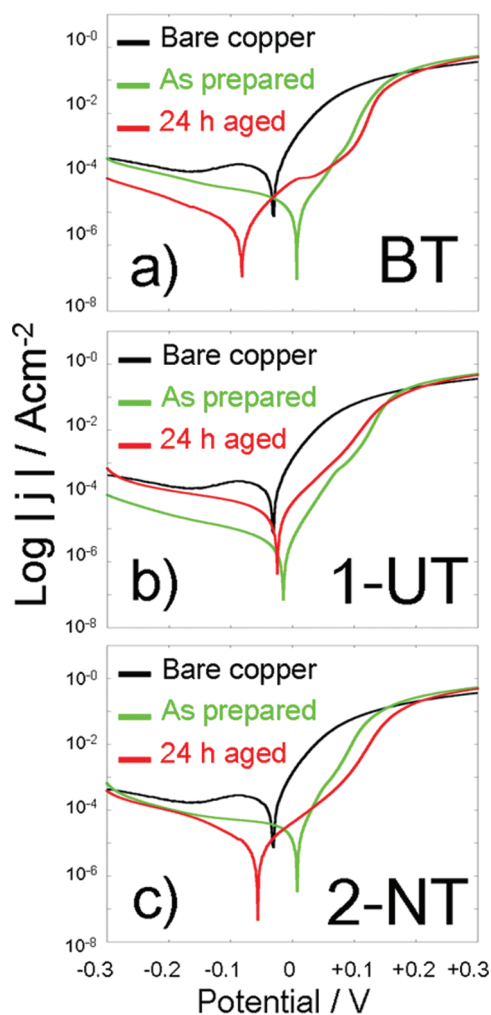 10-0
Bare copper
As prepared
10-2
24 h aged
10-4
10-6
a)
BT
10-8
10-0
Bare copper
As prepared
10-2
24 h aged
10-4
10-6
b)
1-UT
10-8
Log | j | / Acm-2
10-0
Bare copper
As prepared
10-2
24 h aged
10-4
10-6
c)
2-NT
10-8
-0.3 -0.2 -0.1 0 +0.1 +0.2 +0.3
Potential / V